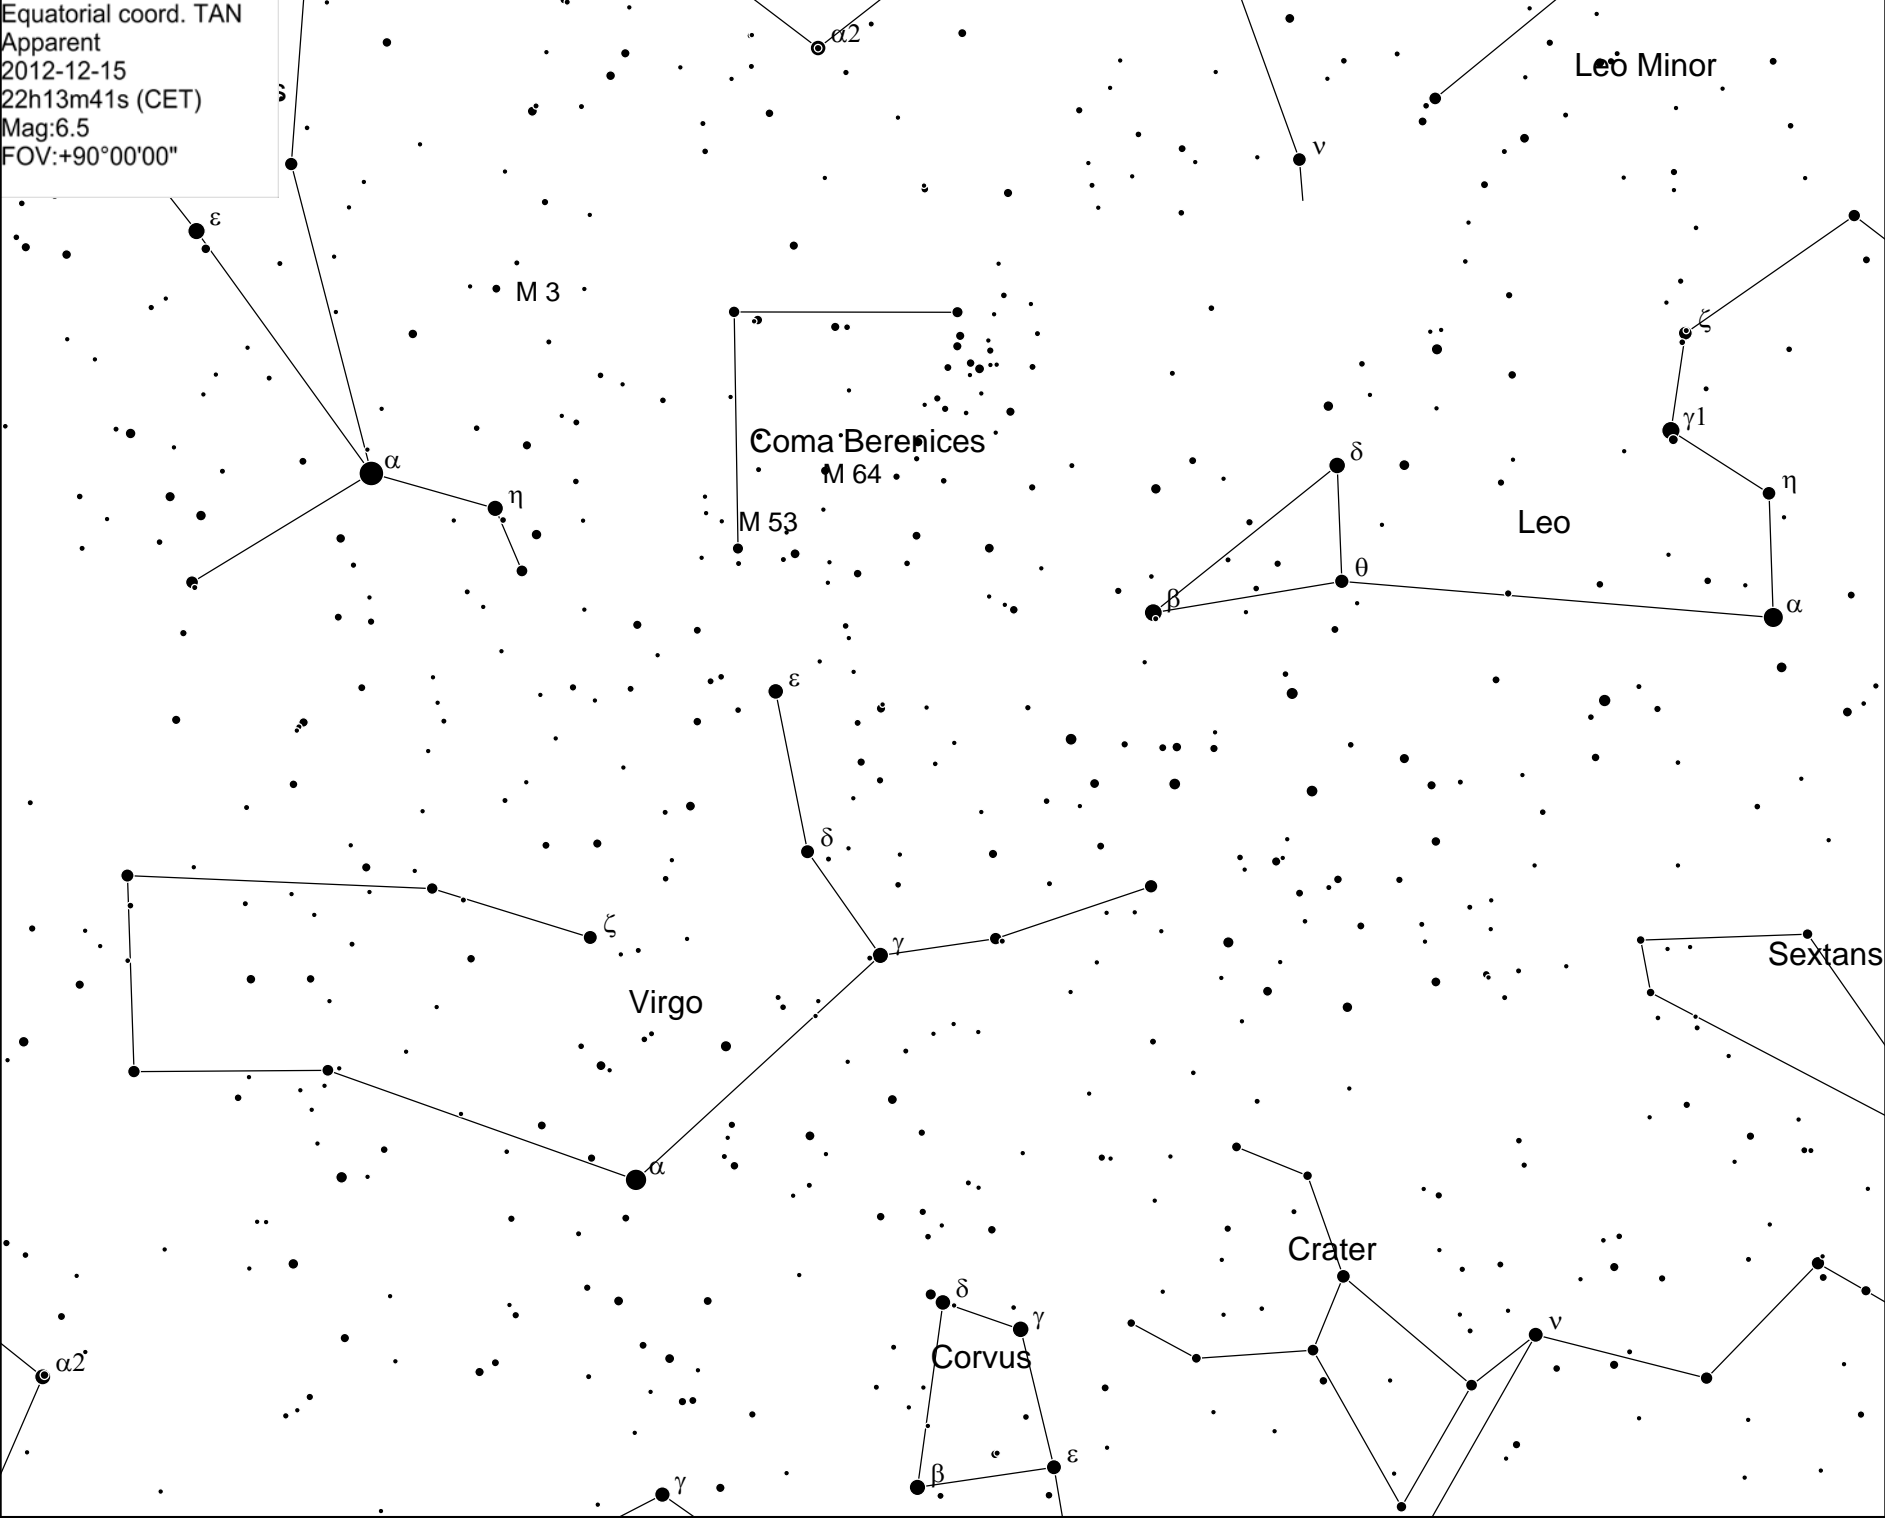 Equatorial coord. TAN
Apparent
2012-12-15
22h13m41s (CET)
Mag:6.5
FOV:+90°00'00"
s
α2
Leo Minor
ν
ε
M 3
ζ
γ1
Coma Berenices
δ
α
M 64
η
η
M 53
Leo
θ
β
α
ε
δ
ζ
γ
Virgo
Sextans
α
Crater
δ
γ
ν
Corvus
α2
ε
β
γ